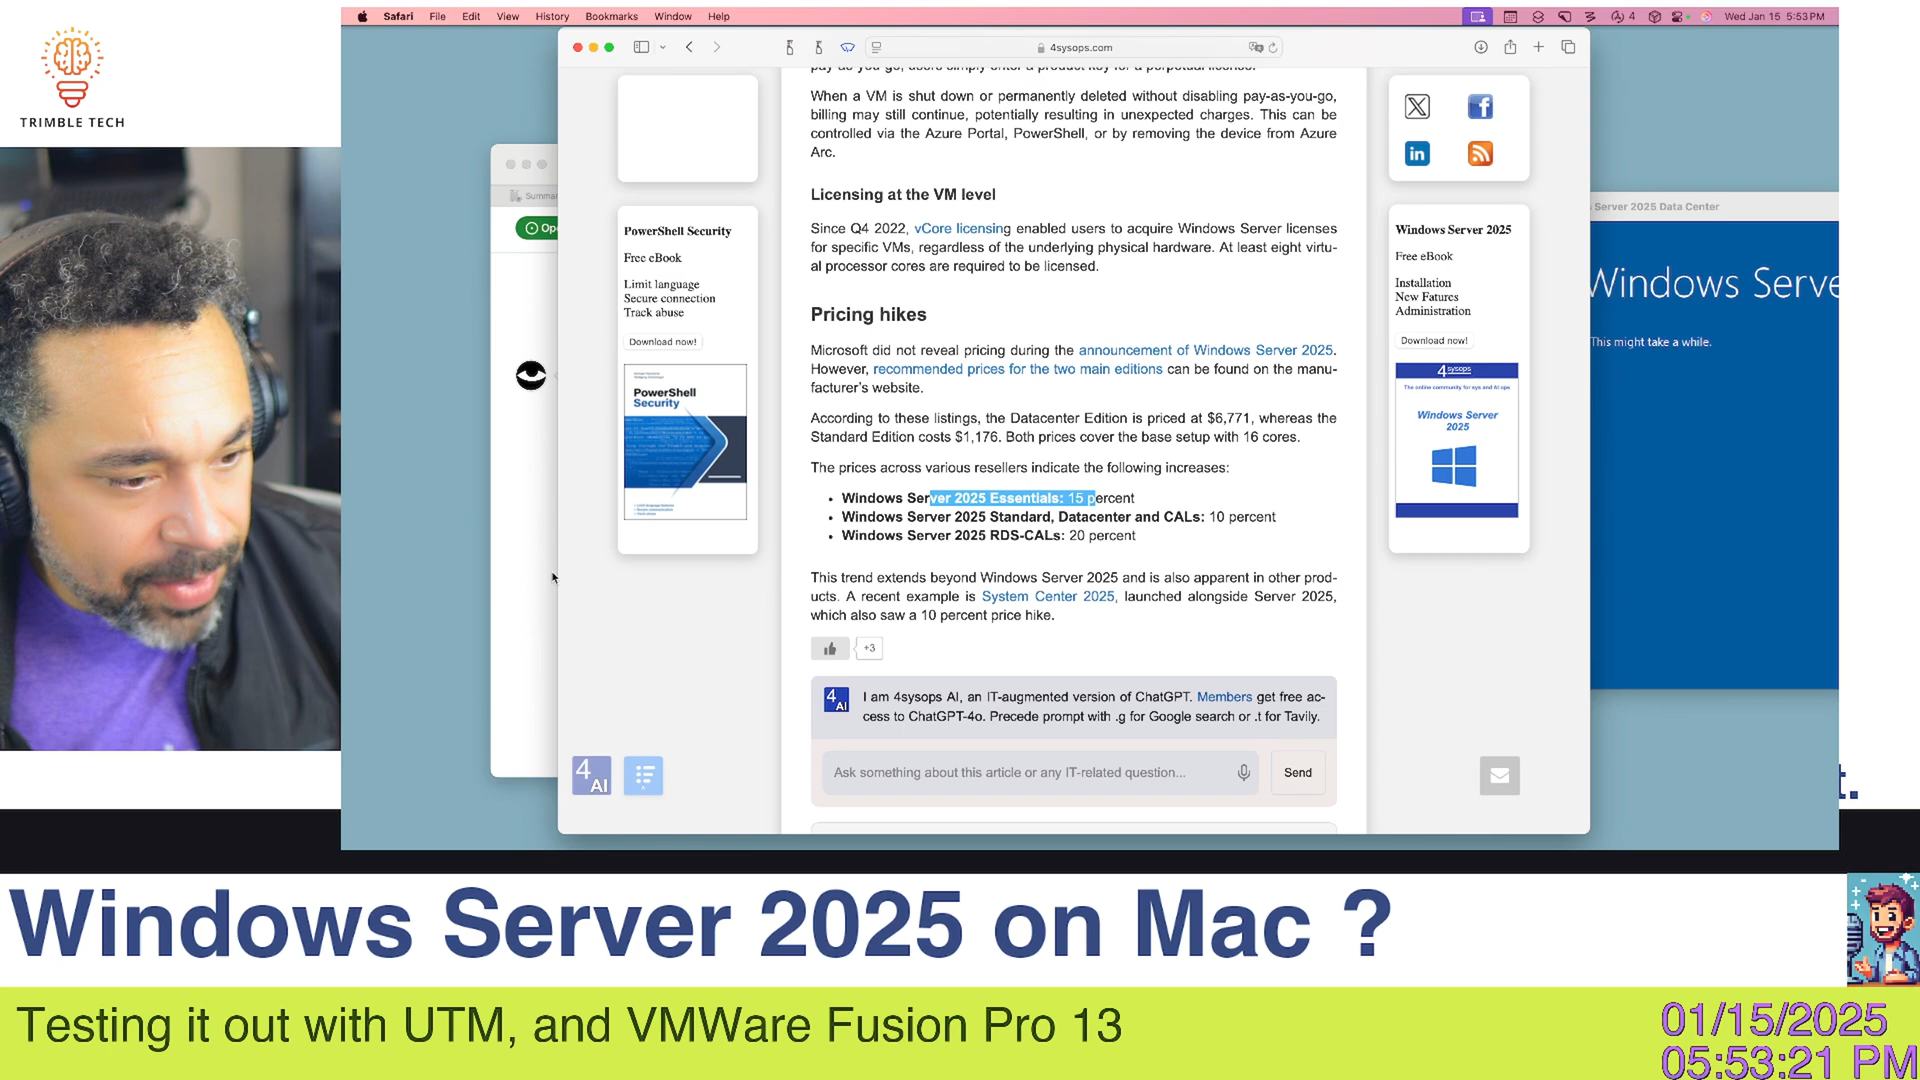 TRIMBLE TECH
Safari File Edit View History Bookmarks Window Help
4 Wed Jan 15 5:53 PM
4sysops.com
When a VM is shut down or permanently deleted without disabling pay-as-you-go,
billing may still continue, potentially resulting in unexpected charges. This can be
controlled via the Azure Portal, PowerShell, or by removing the device from Azure
Arc.
Licensing at the VM level
Since Q4 2022, vCore licensing enabled users to acquire Windows Server licenses
for specific VMs, regardless of the underlying physical hardware. At least eight virtu-
al processor cores are required to be licensed.
Pricing hikes
Microsoft did not reveal pricing during the announcement of Windows Server 2025.
However, recommended prices for the two main editions can be found on the manu-
facturer's website.
According to these listings, the Datacenter Edition is priced at $6,771, whereas the
Standard Edition costs $1,176. Both prices cover the base setup with 16 cores.
The prices across various resellers indicate the following increases:
• Windows Server 2025 Essentials: 15 percent
• Windows Server 2025 Standard, Datacenter and CALs: 10 percent
• Windows Server 2025 RDS-CALs: 20 percent
This trend extends beyond Windows Server 2025 and is also apparent in other prod-
ucts. A recent example is System Center 2025, launched alongside Server 2025,
which also saw a 10 percent price hike.
+3
4 AI
I am 4sysops AI, an IT-augmented version of ChatGPT. Members get free ac-
cess to ChatGPT-4o. Precede prompt with .g for Google search or .t for Tavily.
Ask something about this article or any IT-related question...
Send
4 AI
PowerShell Security
Free eBook
Limit language
Secure connection
Track abuse
Download now!
PowerShell
Security
Summar
Ope
Windows Server 2025
Free eBook
Installation
New Fatures
Administration
Download now!
4sysops
The online community for sys and AI ops
Windows Server
2025
Server 2025 Data Center
Windows Serve
This might take a while.
t.
Windows Server 2025 on Mac ?
Testing it out with UTM, and VMWare Fusion Pro 13
01/15/2025
05:53:21 PM